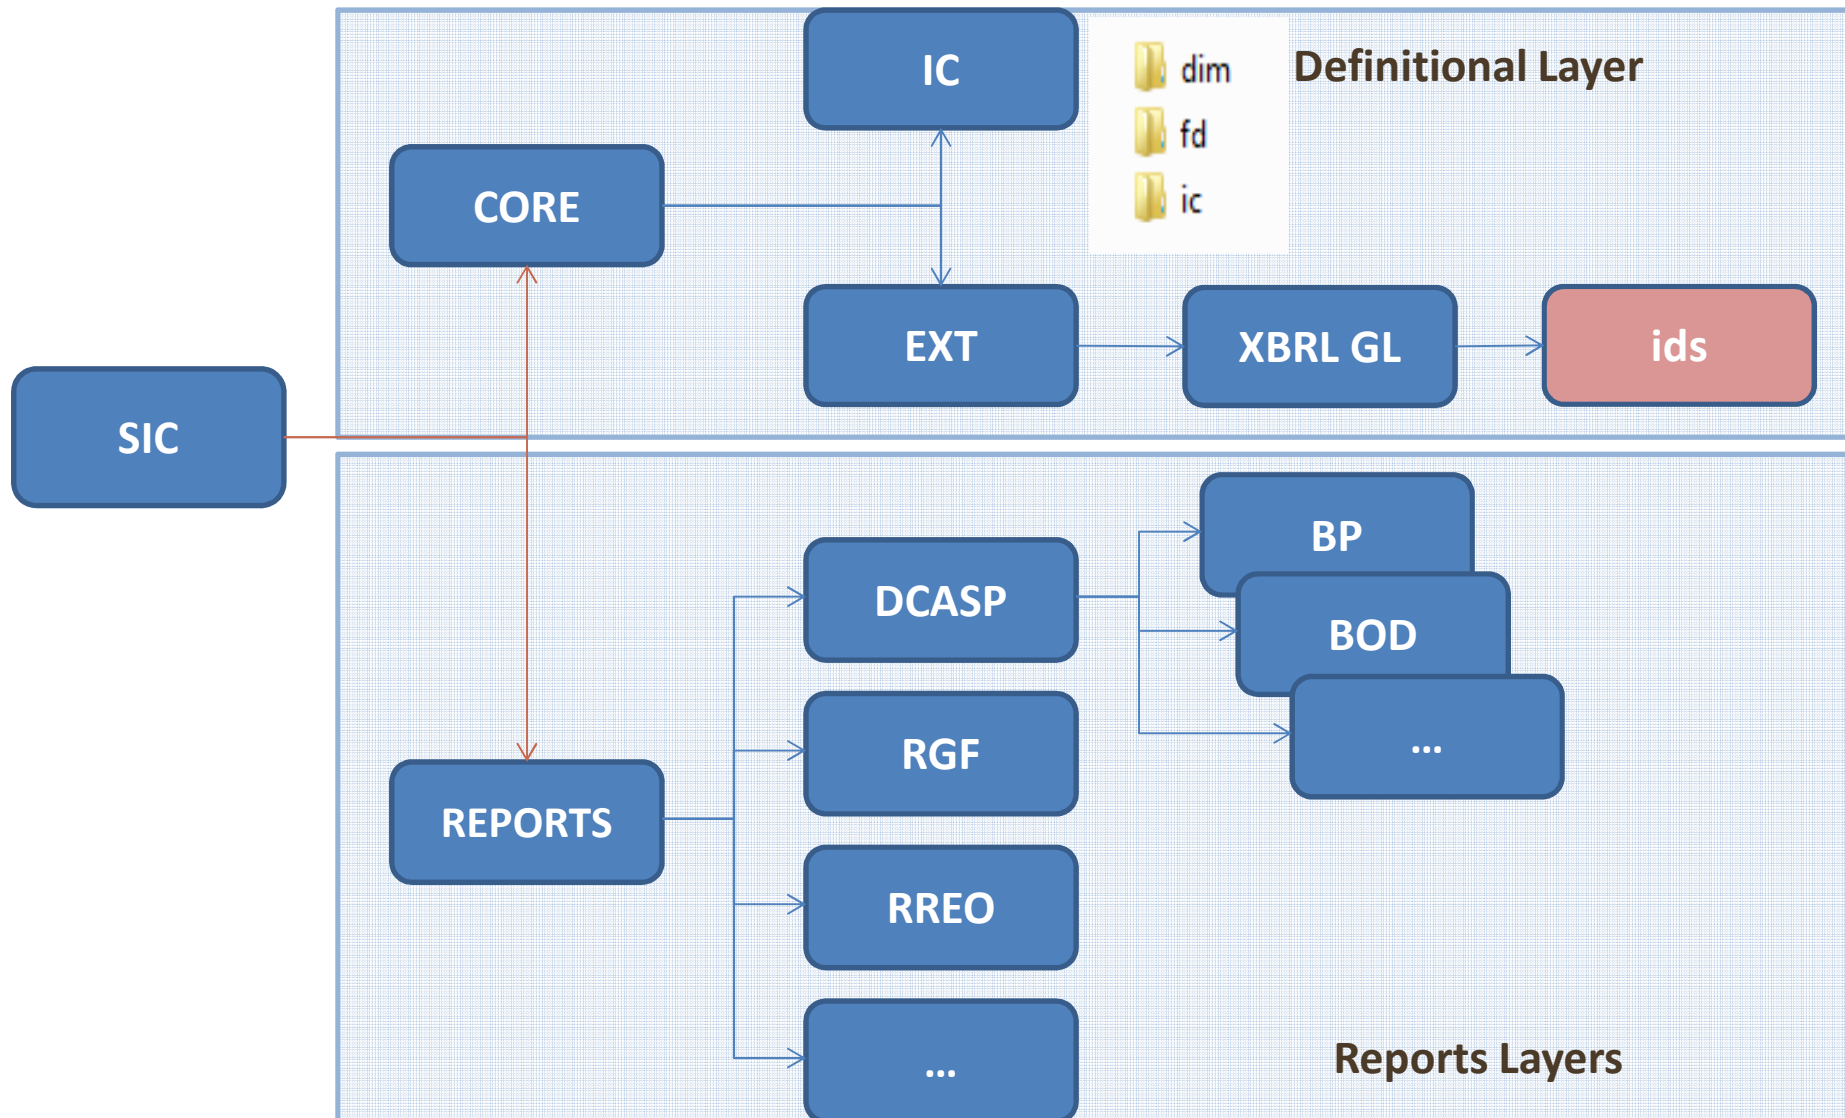 IC
dim
Definitional Layer
fd
ic
CORE
EXT
XBRL GL
ids
SIC
BP
DCASP
BOD
RGF
...
REPORTS
RREO
...
Reports Layers